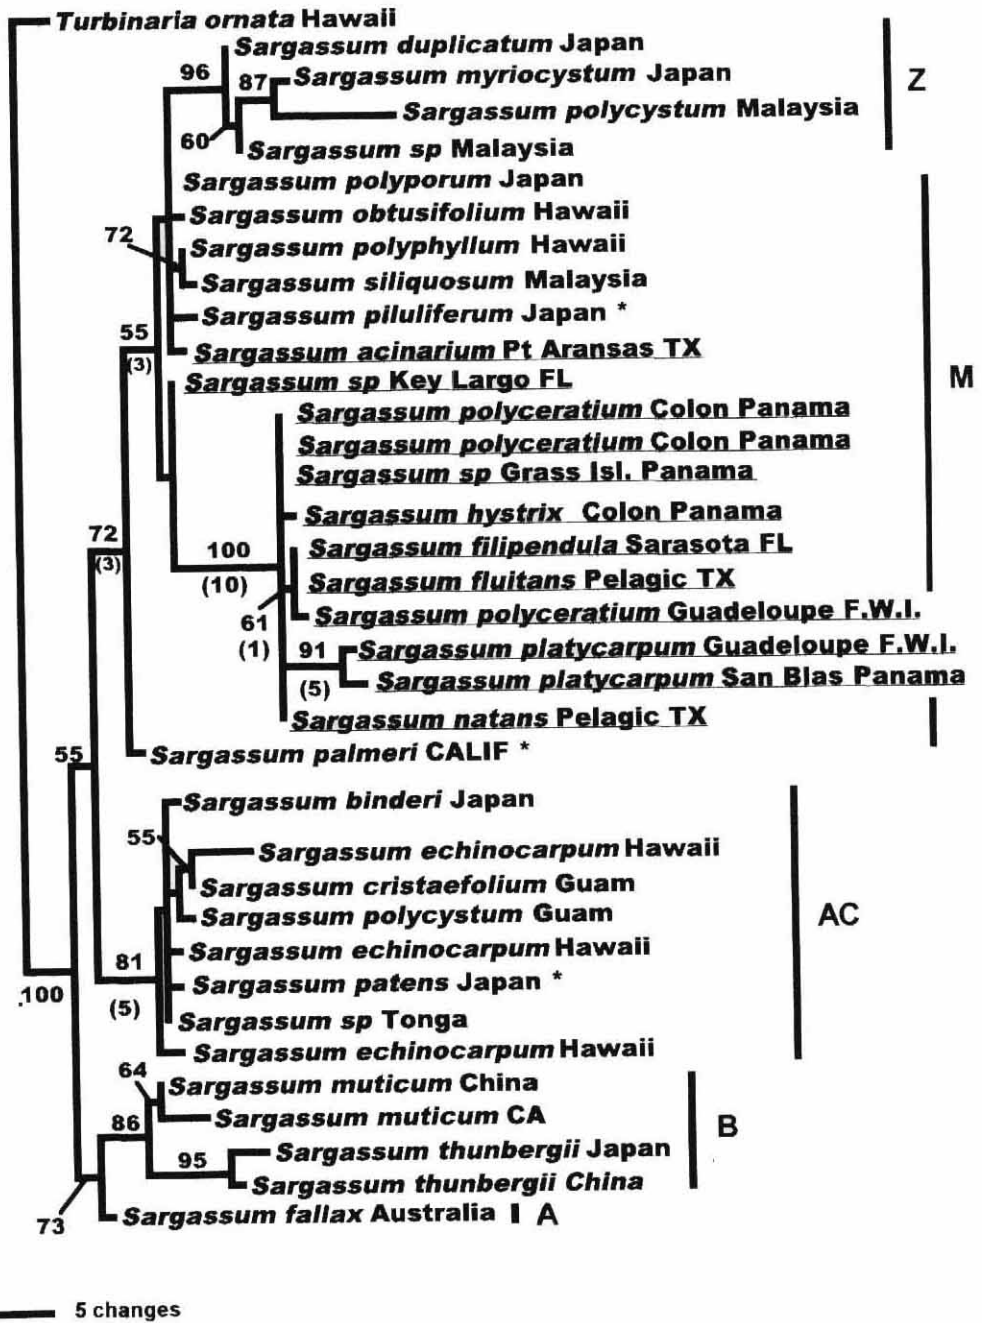 Turbinaria ornata Hawaii
Sargassum duplicatum Japan
96
87
Sargassum myriocystum Japan
Z
Sargassum polycystum Malaysia
60
Sargassum sp Malaysia
Sargassum polyporum Japan
Sargassum obtusifolium Hawaii
72
Sargassum polyphyllum Hawaii
Sargassum siliquosum Malaysia
Sargassum piluliferum Japan *
55
(3)
Sargassum acinarium Pt Aransas TX
Sargassum sp Key Largo FL
M
Sargassum polyceratium Colon Panama
Sargassum polyceratium Colon Panama
Sargassum sp Grass Isl. Panama
Sargassum hystrix Colon Panama
72
(3)
100
(10)
Sargassum filipendula Sarasota FL
Sargassum fluitans Pelagic TX
Sargassum polyceratium Guadeloupe F.W.I.
61
(1)
91
(5)
Sargassum platycarpum Guadeloupe F.W.I.
Sargassum platycarpum San Blas Panama
Sargassum natans Pelagic TX
Sargassum palmeri CALIF *
55
Sargassum binderi Japan
55
Sargassum echinocarpum Hawaii
Sargassum cristaefolium Guam
Sargassum polycystum Guam
AC
Sargassum echinocarpum Hawaii
81
(5)
Sargassum patens Japan *
.100
Sargassum sp Tonga
Sargassum echinocarpum Hawaii
64
Sargassum muticum China
Sargassum muticum CA
86
B
Sargassum thunbergii Japan
95
Sargassum thunbergii China
Sargassum fallax Australia A
73
5 changes